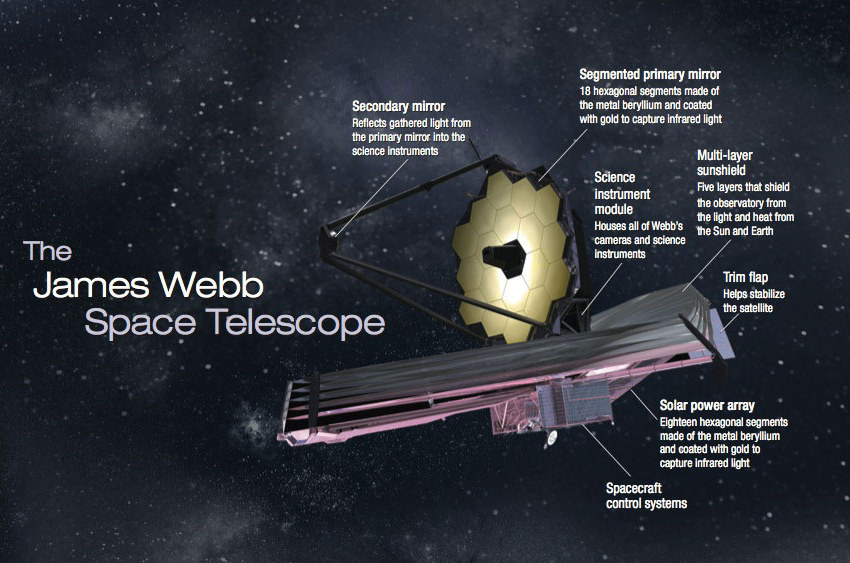 The
James Webb
Space Telescope
Secondary mirror
Reflects gathered light from
the primary mirror into the
science instruments
Segmented primary mirror
18 hexagonal segments made of
the metal beryllium and coated
with gold to capture infrared light
Science
instrument
module
Houses all of Webb's
cameras and science
instruments
Multi-layer
sunshield
Five layers that shield
the observatory from
the light and heat from
the Sun and Earth
Trim flap
Helps stabilize
the satellite
Solar power array
Eighteen hexagonal segments
made of the metal beryllium
and coated with gold to
capture infrared light
Spacecraft
control systems